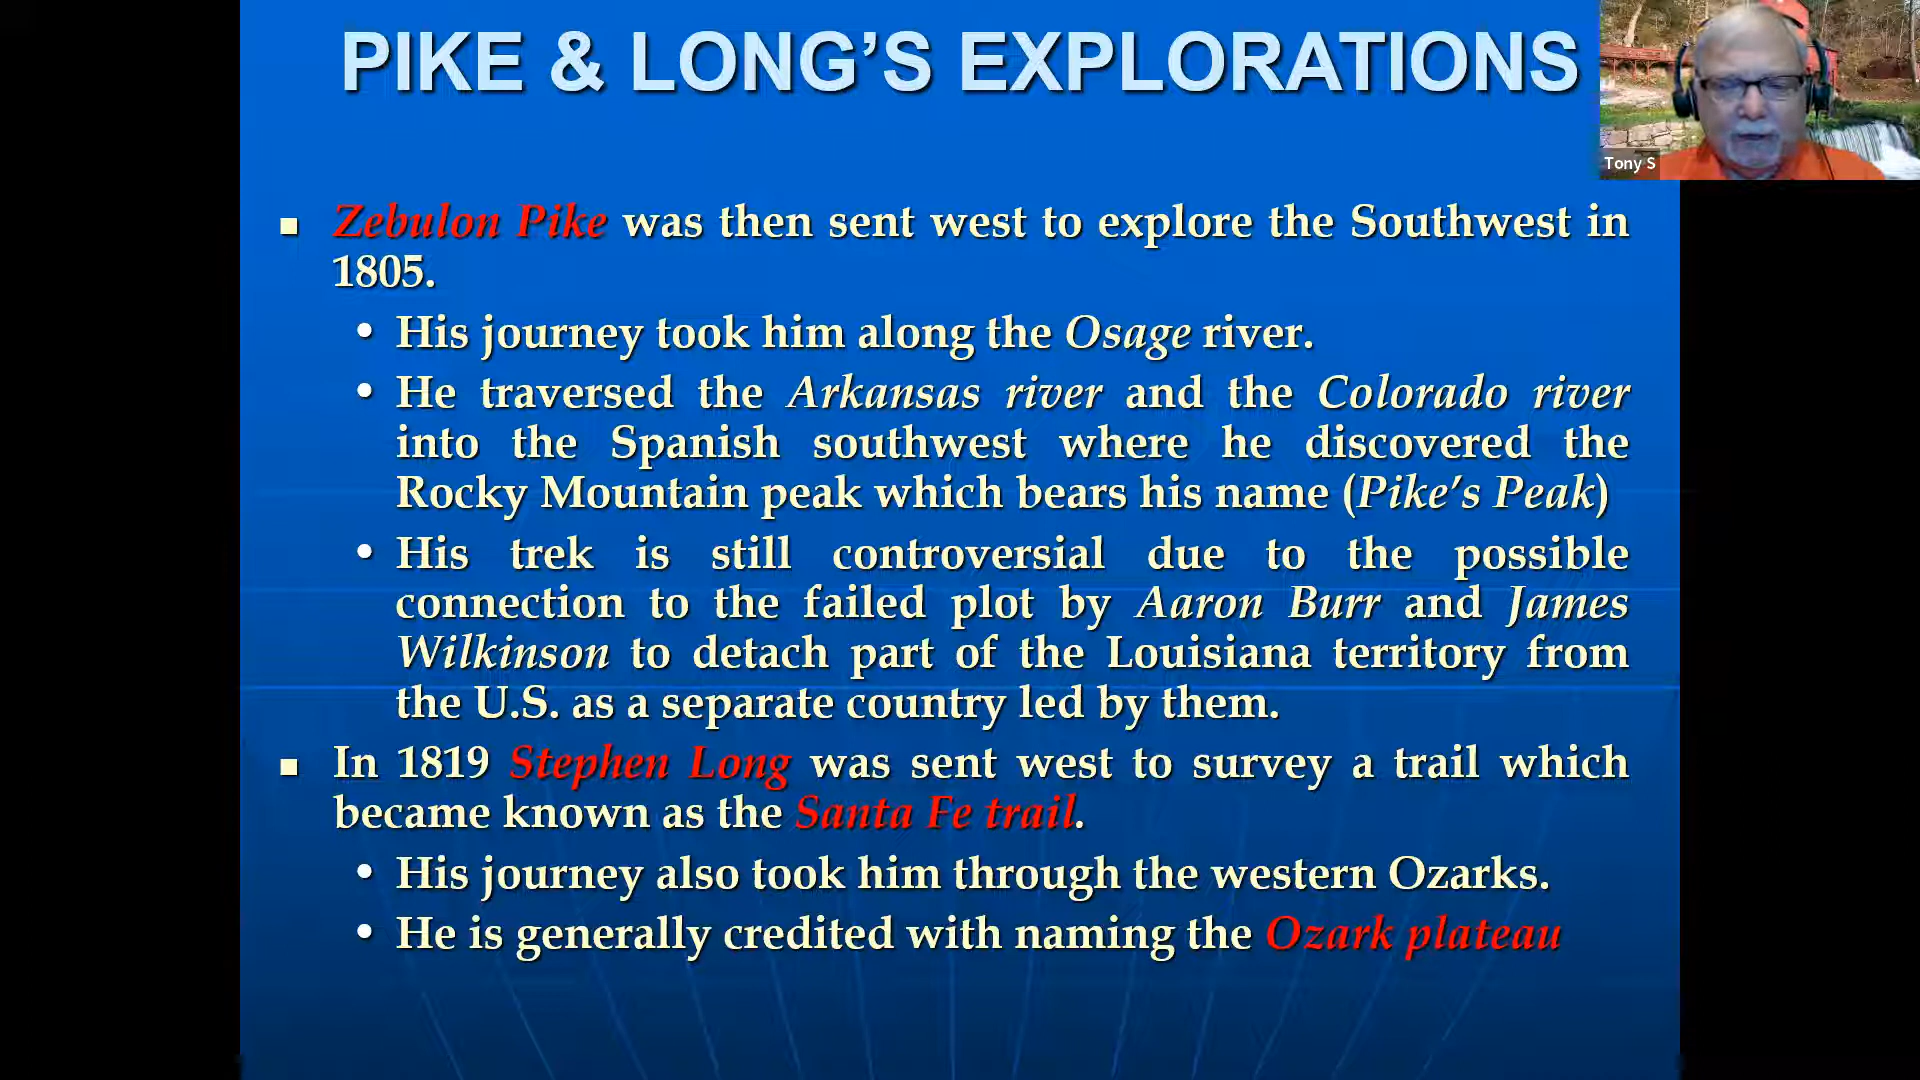 PIKE & LONG’S EXPLORATIONS
Tony S
▪ Zebulon Pike was then sent west to explore the Southwest in
1805.
• His journey took him along the Osage river.
• He traversed the Arkansas river and the Colorado river
into the Spanish southwest where he discovered the
Rocky Mountain peak which bears his name (Pike’s Peak)
• His trek is still controversial due to the possible
connection to the failed plot by Aaron Burr and James
Wilkinson to detach part of the Louisiana territory from
the U.S. as a separate country led by them.
▪ In 1819 Stephen Long was sent west to survey a trail which
became known as the Santa Fe trail.
• His journey also took him through the western Ozarks.
• He is generally credited with naming the Ozark plateau